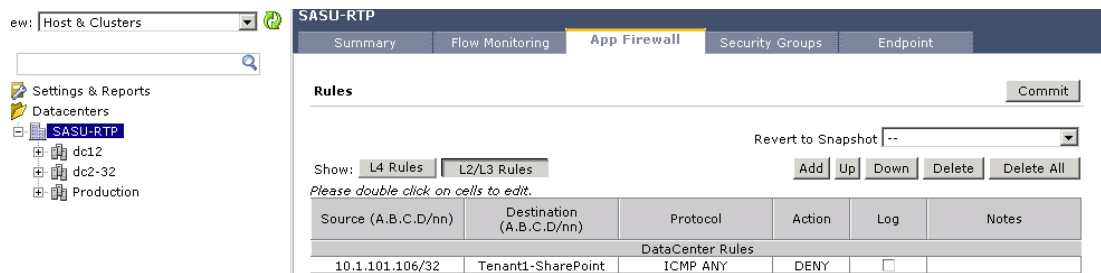 ew: Host & Clusters
Settings & Reports
Datacenters
SASU-RTP
dc12
dc2-32
Production
SASU-RTP
Summary Flow Monitoring App Firewall Security Groups Endpoint
Rules Commit
Revert to Snapshot --
Show: L4 Rules L2/L3 Rules Add Up Down Delete Delete All
Please double click on cells to edit.
Source (A.B.C.D/nn) Destination (A.B.C.D/nn) Protocol Action Log Notes
DataCenter Rules
10.1.101.106/32 Tenant1-SharePoint ICMP ANY DENY